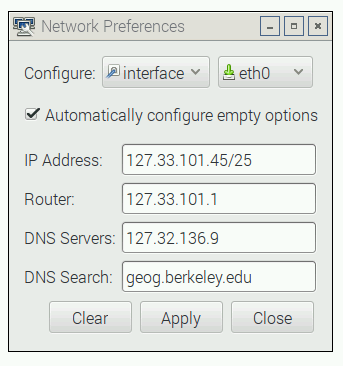 Network Preferences
Configure: interface eth0
Automatically configure empty options
IP Address: 127.33.101.45/25
Router: 127.33.101.1
DNS Servers: 127.32.136.9
DNS Search: geog.berkeley.edu
Clear Apply Close